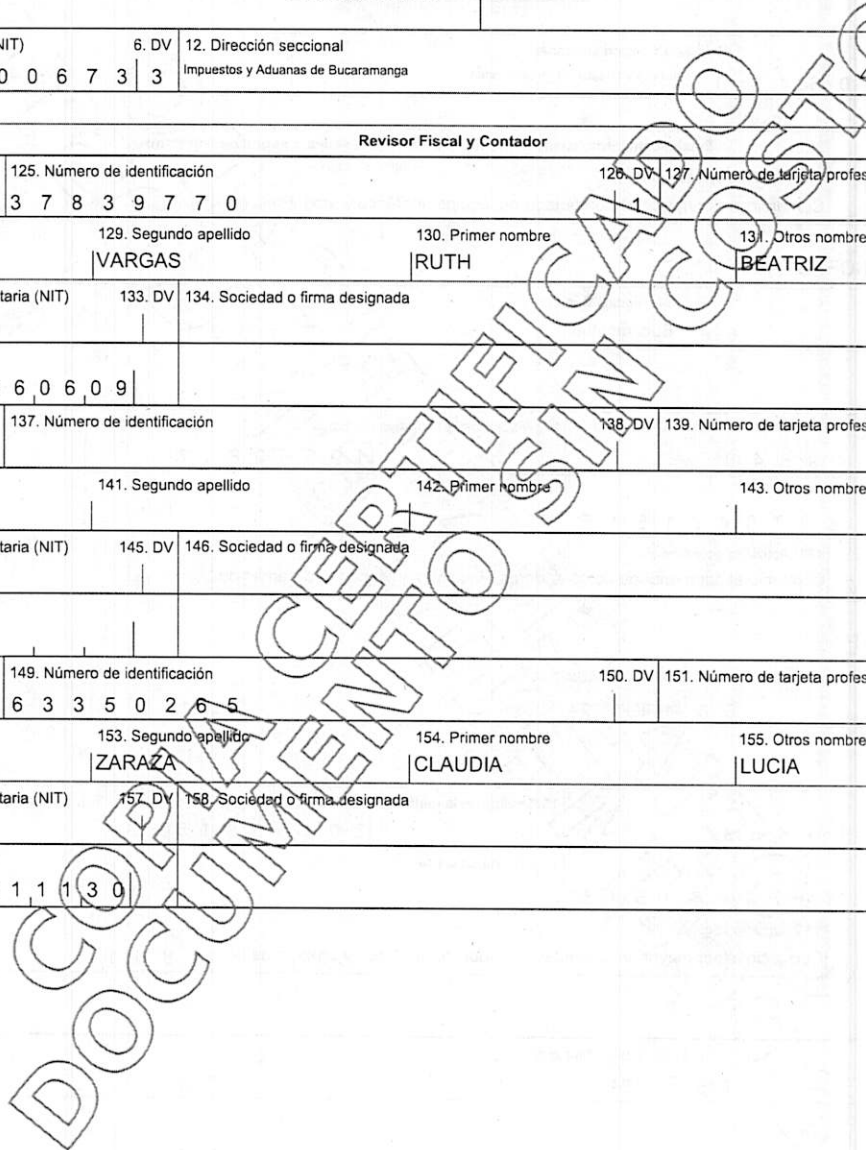 NIT) 6. DV 12. Dirección seccional
0 0 6 7 3 3 Impuestos y Aduanas de Bucaramanga
Revisor Fiscal y Contador
125. Número de identificación 126. DV 127. Número de tarjeta profes
3 7 8 3 9 7 7 0 1
129. Segundo apellido 130. Primer nombre 131. Otros nombre
VARGAS RUTH BEATRIZ
taria (NIT) 133. DV 134. Sociedad o firma designada
6 0 6 0 9
137. Número de identificación 138. DV 139. Número de tarjeta profes
141. Segundo apellido 142. Primer nombre 143. Otros nombre
taria (NIT) 145. DV 146. Sociedad o firma designada
149. Número de identificación 150. DV 151. Número de tarjeta profes
6 3 3 5 0 2 6 5
153. Segundo apellido 154. Primer nombre 155. Otros nombre
ZARAZA CLAUDIA LUCIA
taria (NIT) 157. DV 158. Sociedad o firma designada
1 1 1 3 0
COPIA CERTIFICADO
DOCUMENTO SIN COSTO